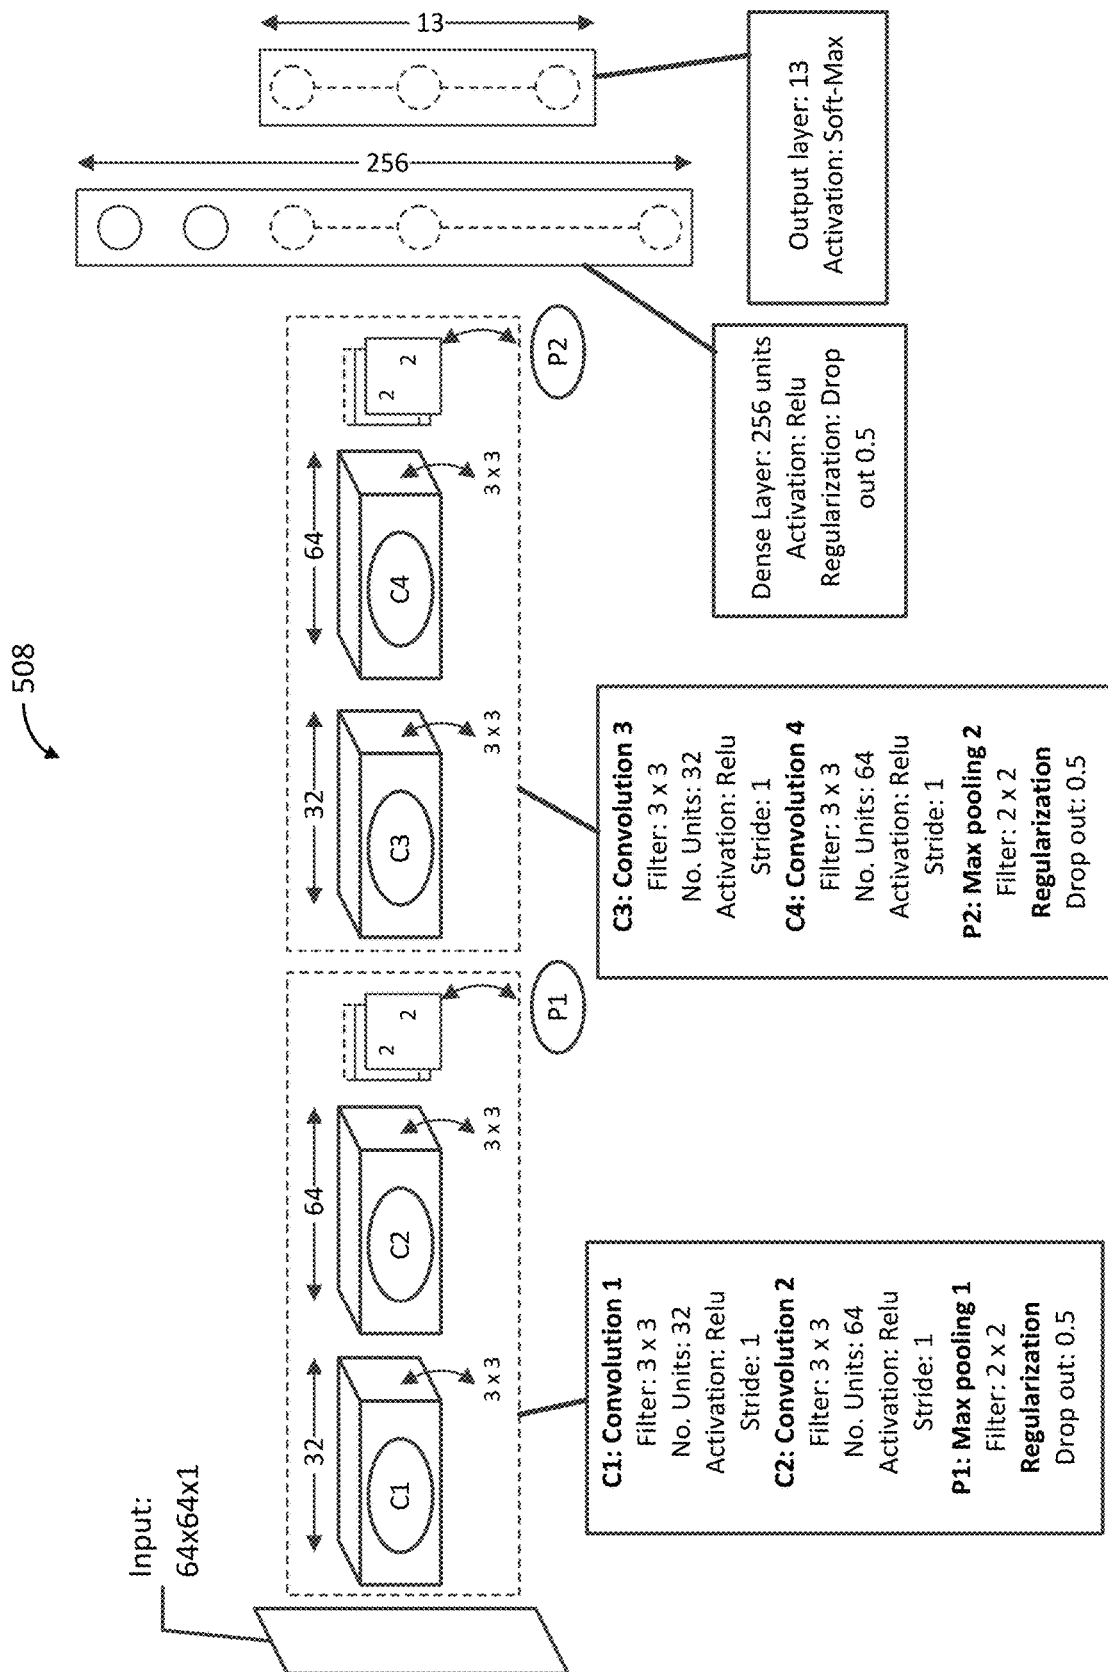 508
Input:
64x64x1
32
C1
3 x 3
64
C2
3 x 3
2
2
P1
32
C3
3 x 3
64
C4
3 x 3
2
2
P2
256
13
C1: Convolution 1
Filter: 3 x 3
No. Units: 32
Activation: Relu
Stride: 1
C2: Convolution 2
Filter: 3 x 3
No. Units: 64
Activation: Relu
Stride: 1
P1: Max pooling 1
Filter: 2 x 2
Regularization
Drop out: 0.5
C3: Convolution 3
Filter: 3 x 3
No. Units: 32
Activation: Relu
Stride: 1
C4: Convolution 4
Filter: 3 x 3
No. Units: 64
Activation: Relu
Stride: 1
P2: Max pooling 2
Filter: 2 x 2
Regularization
Drop out: 0.5
Dense Layer: 256 units
Activation: Relu
Regularization: Drop
out 0.5
Output layer: 13
Activation: Soft-Max